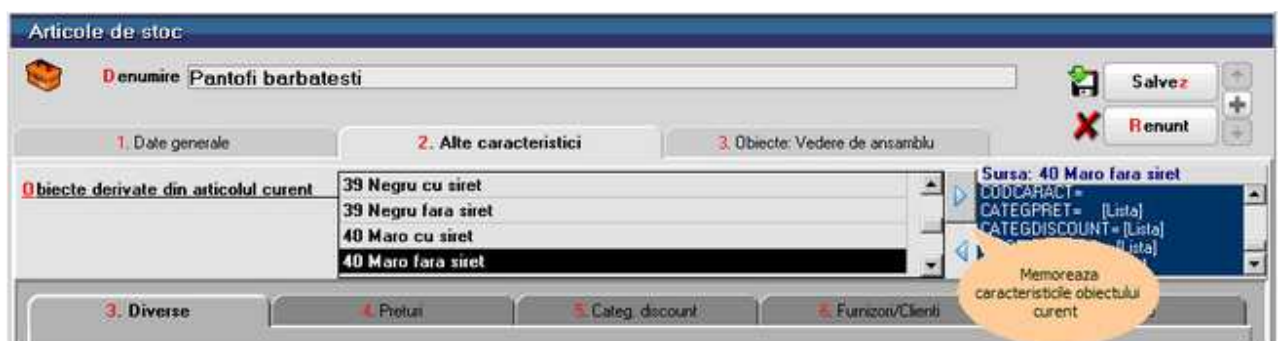 Articole de stoc
Denumire Pantofi barbatesti
Salvez
Renunt
1. Date generale 2. Alte caracteristici 3. Obiecte: Vedere de ansamblu
Obiecte derivate din articolul curent
39 Negru cu siret
39 Negru fara siret
40 Maro cu siret
40 Maro fara siret
Sursa: 40 Maro fara siret
CODCARACT=
CATEGPRET= [Lista]
CATEGDISCOUNT= [Lista]
[Lista]
Memoreaza
caracteristicile obiectului
curent
3. Diverse 4. Preturi 5. Categ. discount 6. Furnizori/Clienti